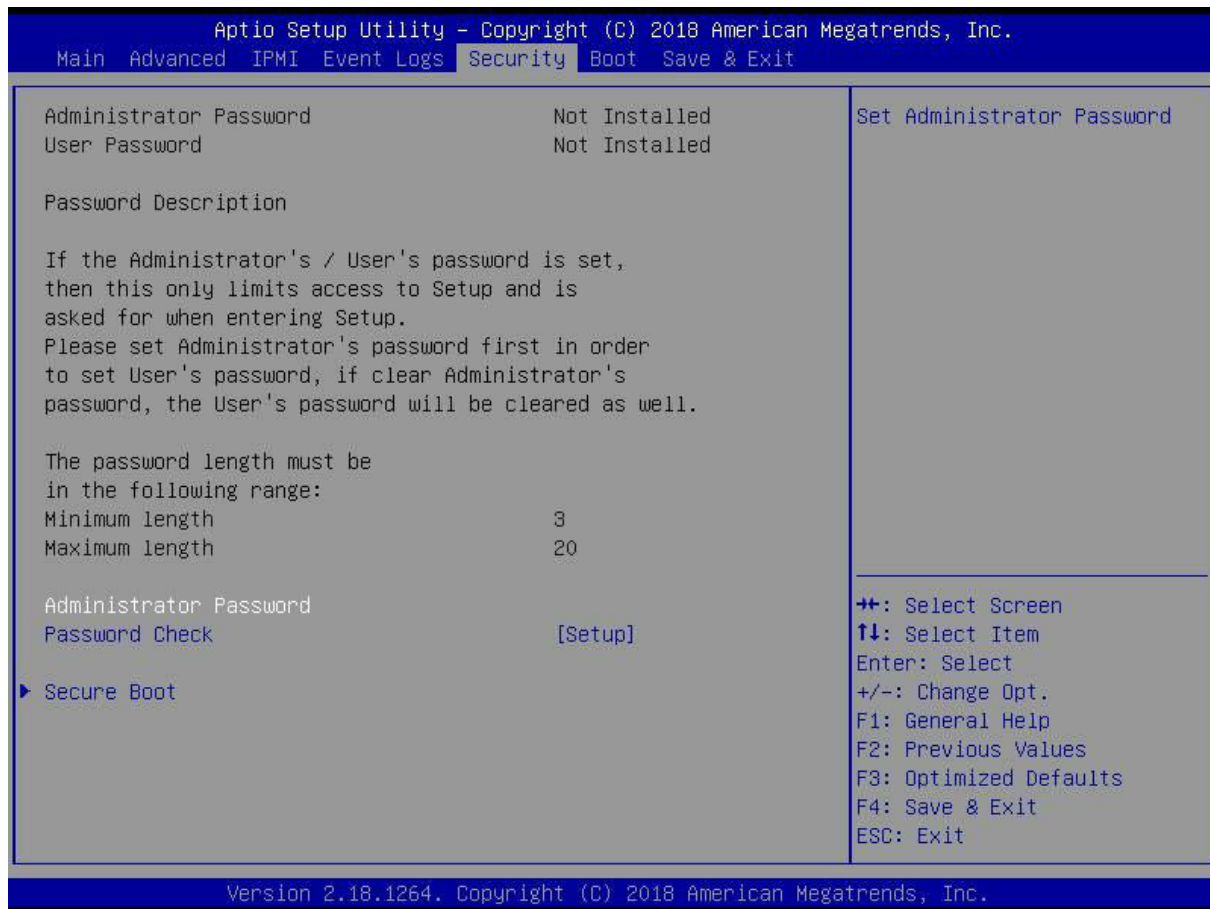 Aptio Setup Utility – Copyright (C) 2018 American Megatrends, Inc.
Main Advanced IPMI Event Logs Security Boot Save & Exit
Administrator Password Not Installed
User Password Not Installed
Password Description
If the Administrator's / User's password is set,
then this only limits access to Setup and is
asked for when entering Setup.
Please set Administrator's password first in order
to set User's password, if clear Administrator's
password, the User's password will be cleared as well.
The password length must be
in the following range:
Minimum length 3
Maximum length 20
Administrator Password
Password Check [Setup]
Secure Boot
Set Administrator Password
→←: Select Screen
↑↓: Select Item
Enter: Select
+/-: Change Opt.
F1: General Help
F2: Previous Values
F3: Optimized Defaults
F4: Save & Exit
ESC: Exit
Version 2.18.1264. Copyright (C) 2018 American Megatrends, Inc.